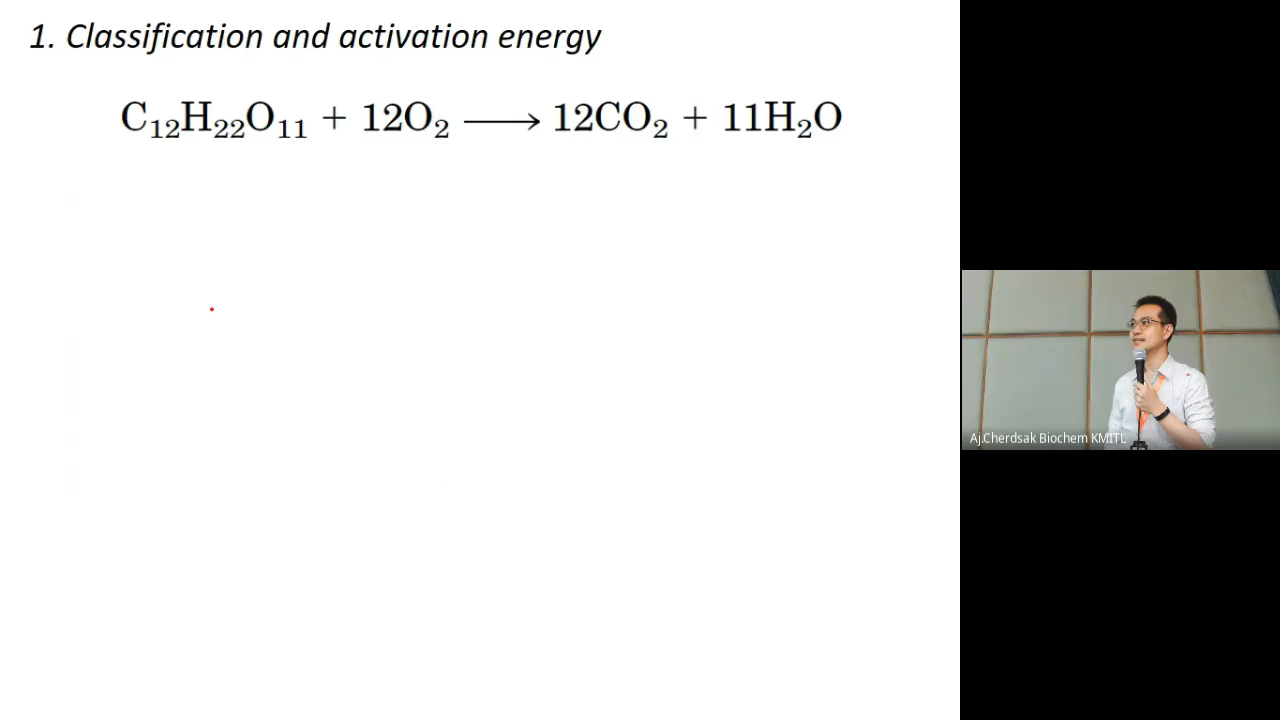 1. Classification and activation energy
C₁₂H₂₂O₁₁ + 12O₂ ⟶ 12CO₂ + 11H₂O
Aj.Cherdsak Biochem KMITL